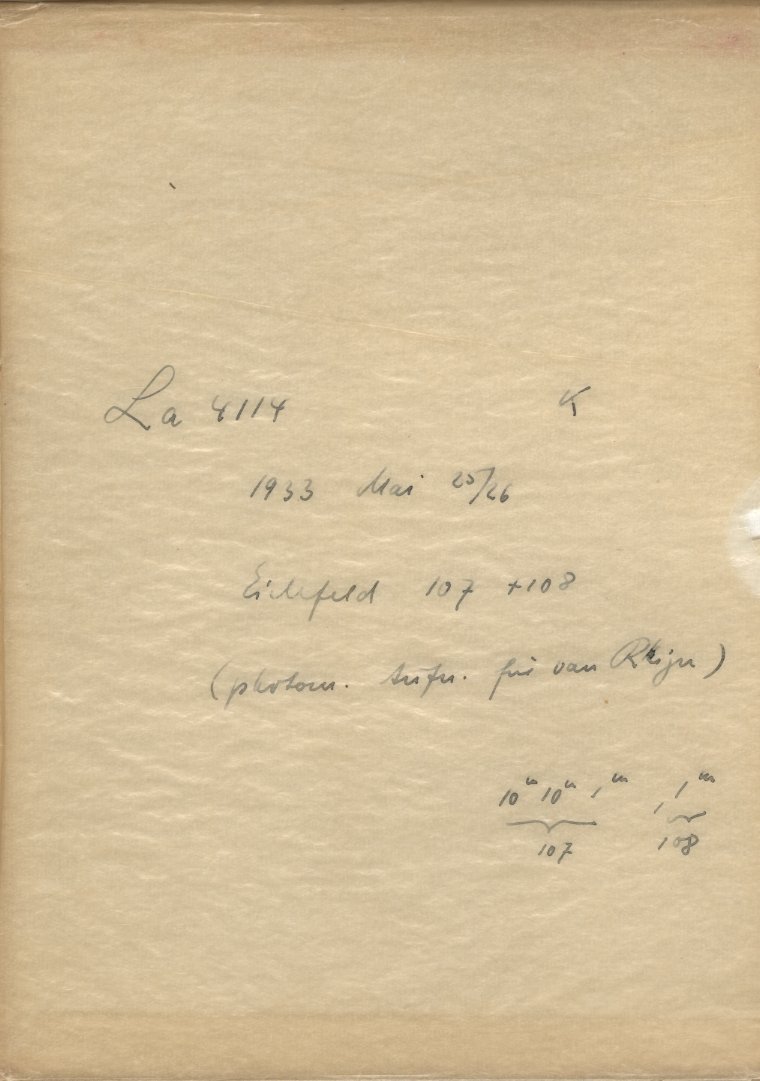 La 4114 K
1933 Mai 25/26
Eichfeld 107 + 108
(photom. Aufn. für van Rhijn)
10m 10m 1m 1 1m
107 108